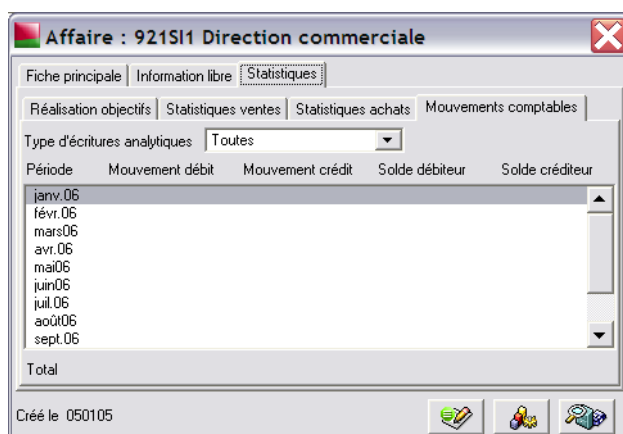 Affaire : 921SI1 Direction commerciale
Fiche principale Information libre Statistiques
Réalisation objectifs Statistiques ventes Statistiques achats Mouvements comptables
Type d'écritures analytiques Toutes
Période Mouvement débit Mouvement crédit Solde débiteur Solde créditeur
janv.06
févr.06
mars06
avr.06
mai06
juin06
juil.06
août06
sept.06
Total
Créé le 050105